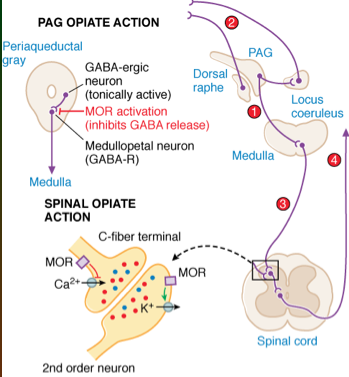 PAG OPIATE ACTION
Periaqueductal
gray
GABA-ergic
neuron
(tonically active)
MOR activation
(inhibits GABA release)
Medullopetal neuron
(GABA-R)
Medulla
2
PAG
Dorsal
raphe
Locus
coeruleus
1
Medulla
3
4
Spinal cord
SPINAL OPIATE
ACTION
C-fiber terminal
MOR
Ca2+
MOR
K+
2nd order neuron